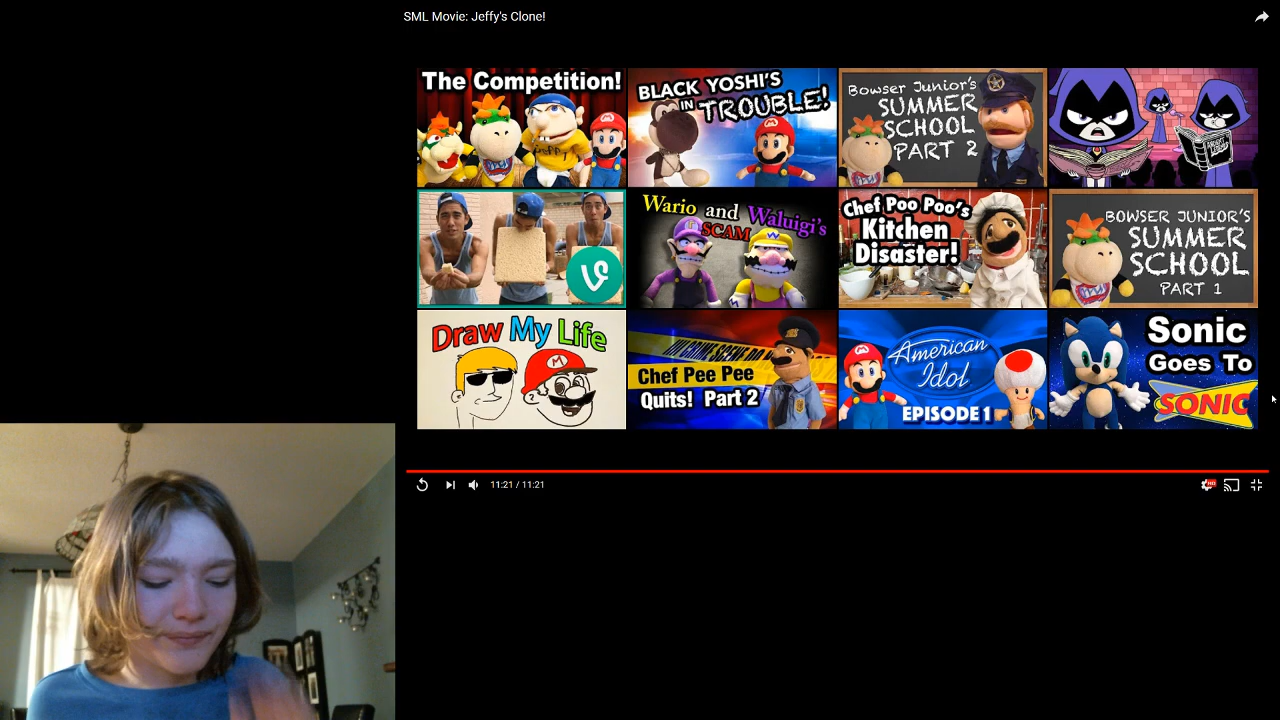 SML Movie: Jeffy's Clone!
The Competition!
BLACK YOSHI'S
IN TROUBLE!
Bowser Junior's
SUMMER
SCHOOL
PART 2
Wario and Waluigi's
SCAM
Chef Poo Poo's
Kitchen
Disaster!
BOWSER JUNIOR'S
SUMMER
SCHOOL
PART 1
Draw My Life
Chef Pee Pee
Quits! Part 2
American
Idol
EPISODE 1
Sonic
Goes To
SONIC
11:21 / 11:21
HD